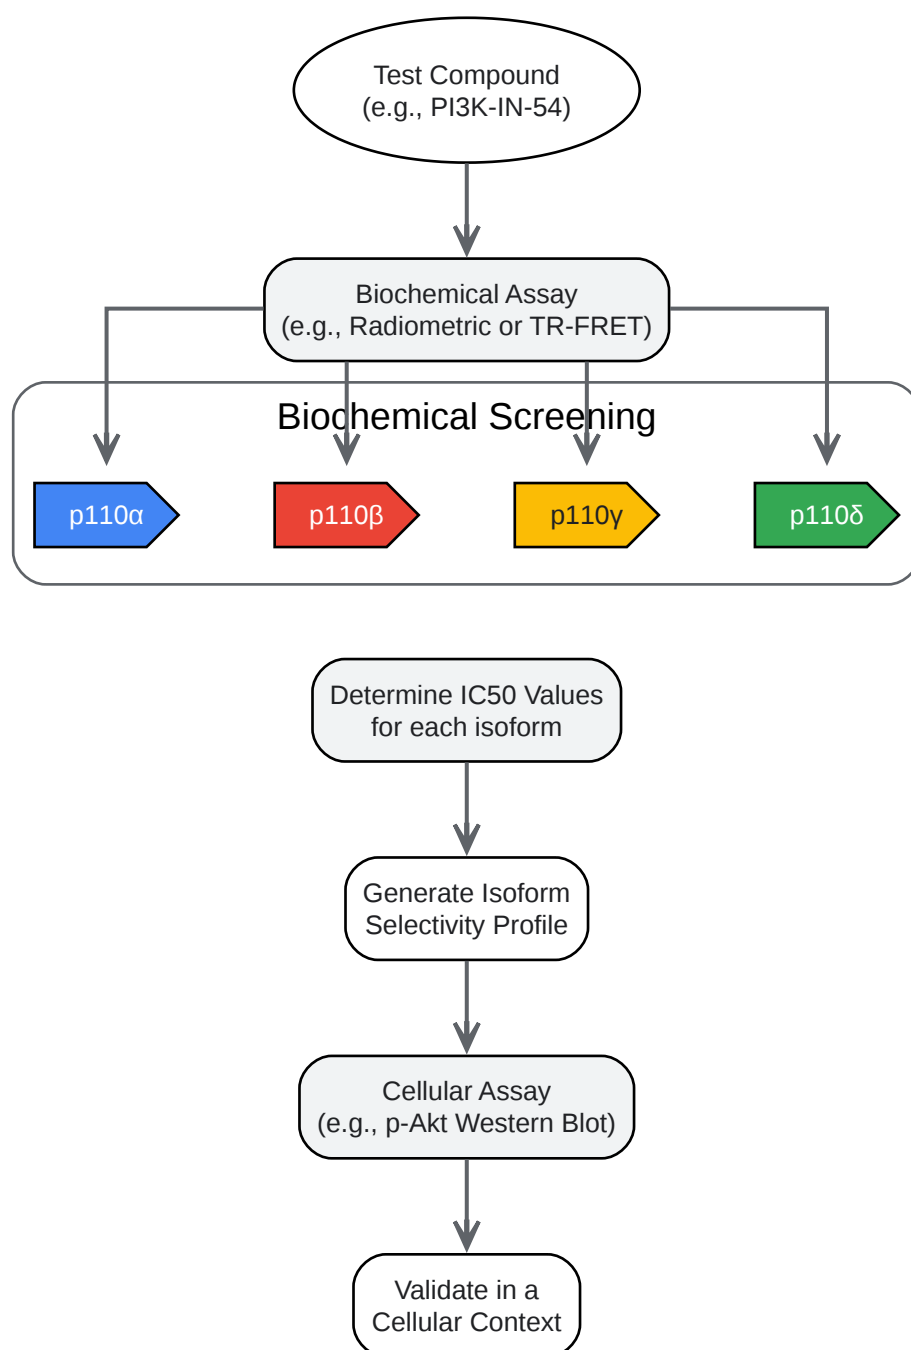 Test Compound
(e.g., PI3K-IN-54)
Biochemical Assay
(e.g., Radiometric or TR-FRET)
Biochemical Screening
p110α
p110β
p110γ
p110δ
Determine IC50 Values
for each isoform
Generate Isoform
Selectivity Profile
Cellular Assay
(e.g., p-Akt Western Blot)
Validate in a
Cellular Context